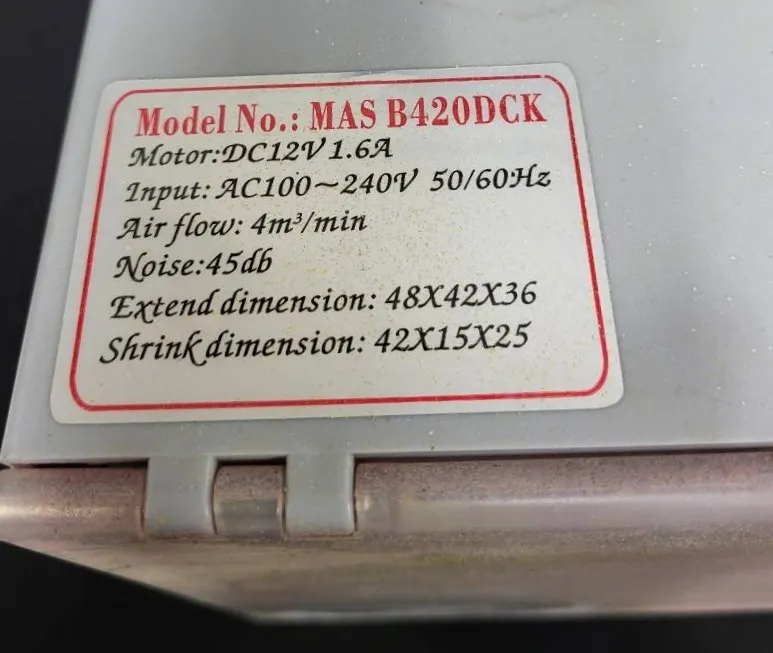 Model No.: MAS B420DCK
Motor:DC12V 1.6A
Input: AC100~240V 50/60Hz
Air flow: 4m³/min
Noise:45db
Extend dimension: 48X42X36
Shrink dimension: 42X15X25